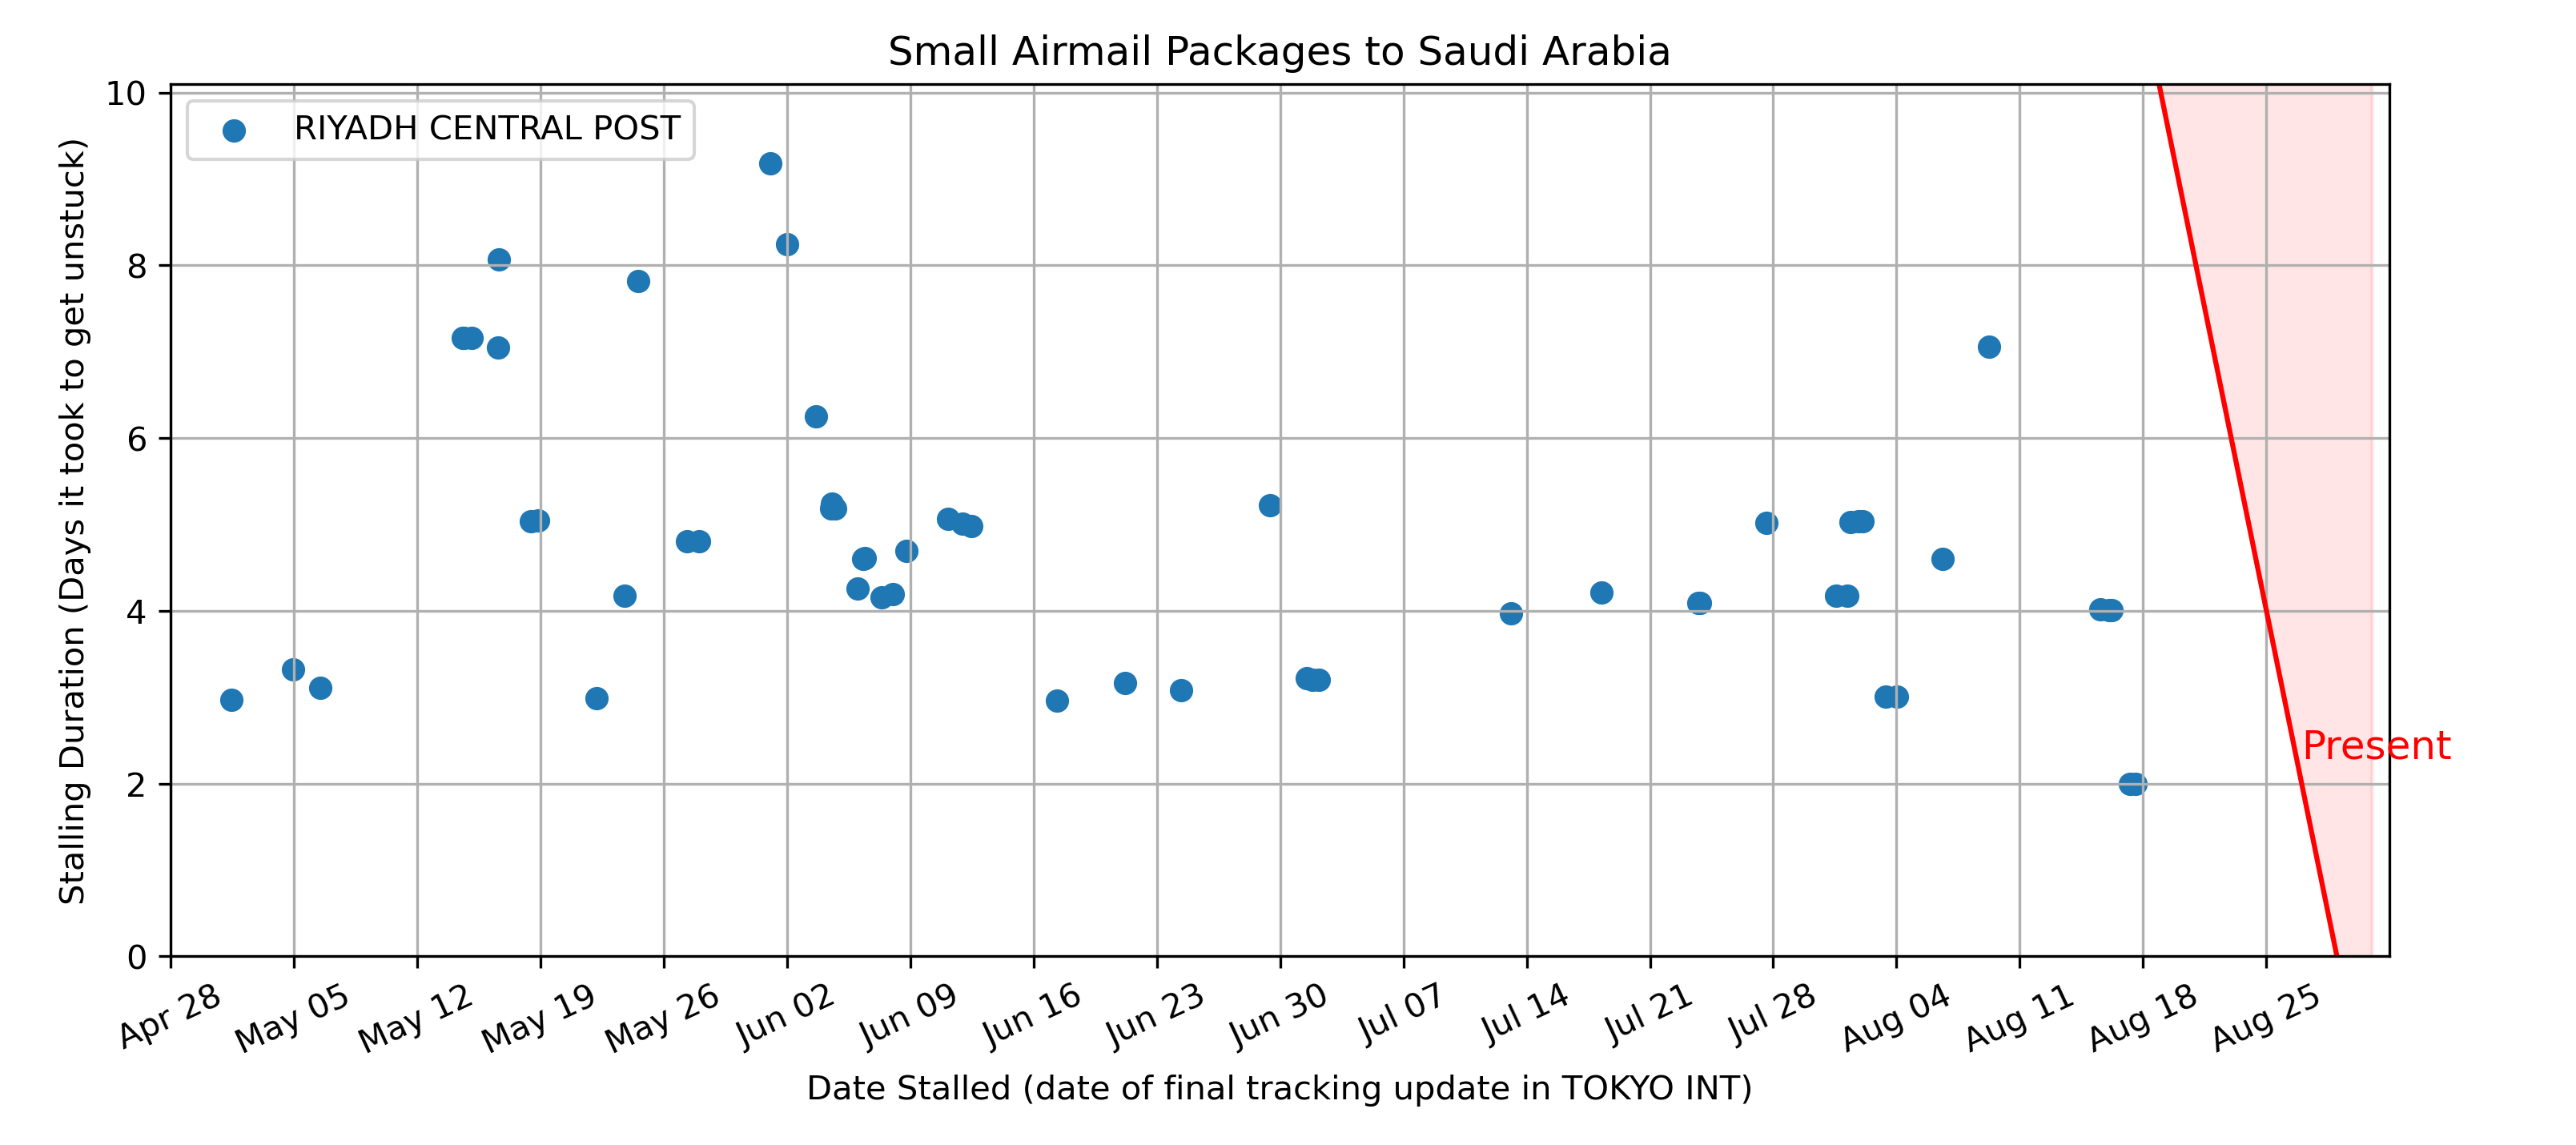 Small Airmail Packages to Saudi Arabia
RIYADH CENTRAL POST
Stalling Duration (Days it took to get unstuck)
10
8
6
4
2
0
Present
Apr 28
May 05
May 12
May 19
May 26
Jun 02
Jun 09
Jun 16
Jun 23
Jun 30
Jul 07
Jul 14
Jul 21
Jul 28
Aug 04
Aug 11
Aug 18
Aug 25
Date Stalled (date of final tracking update in TOKYO INT)